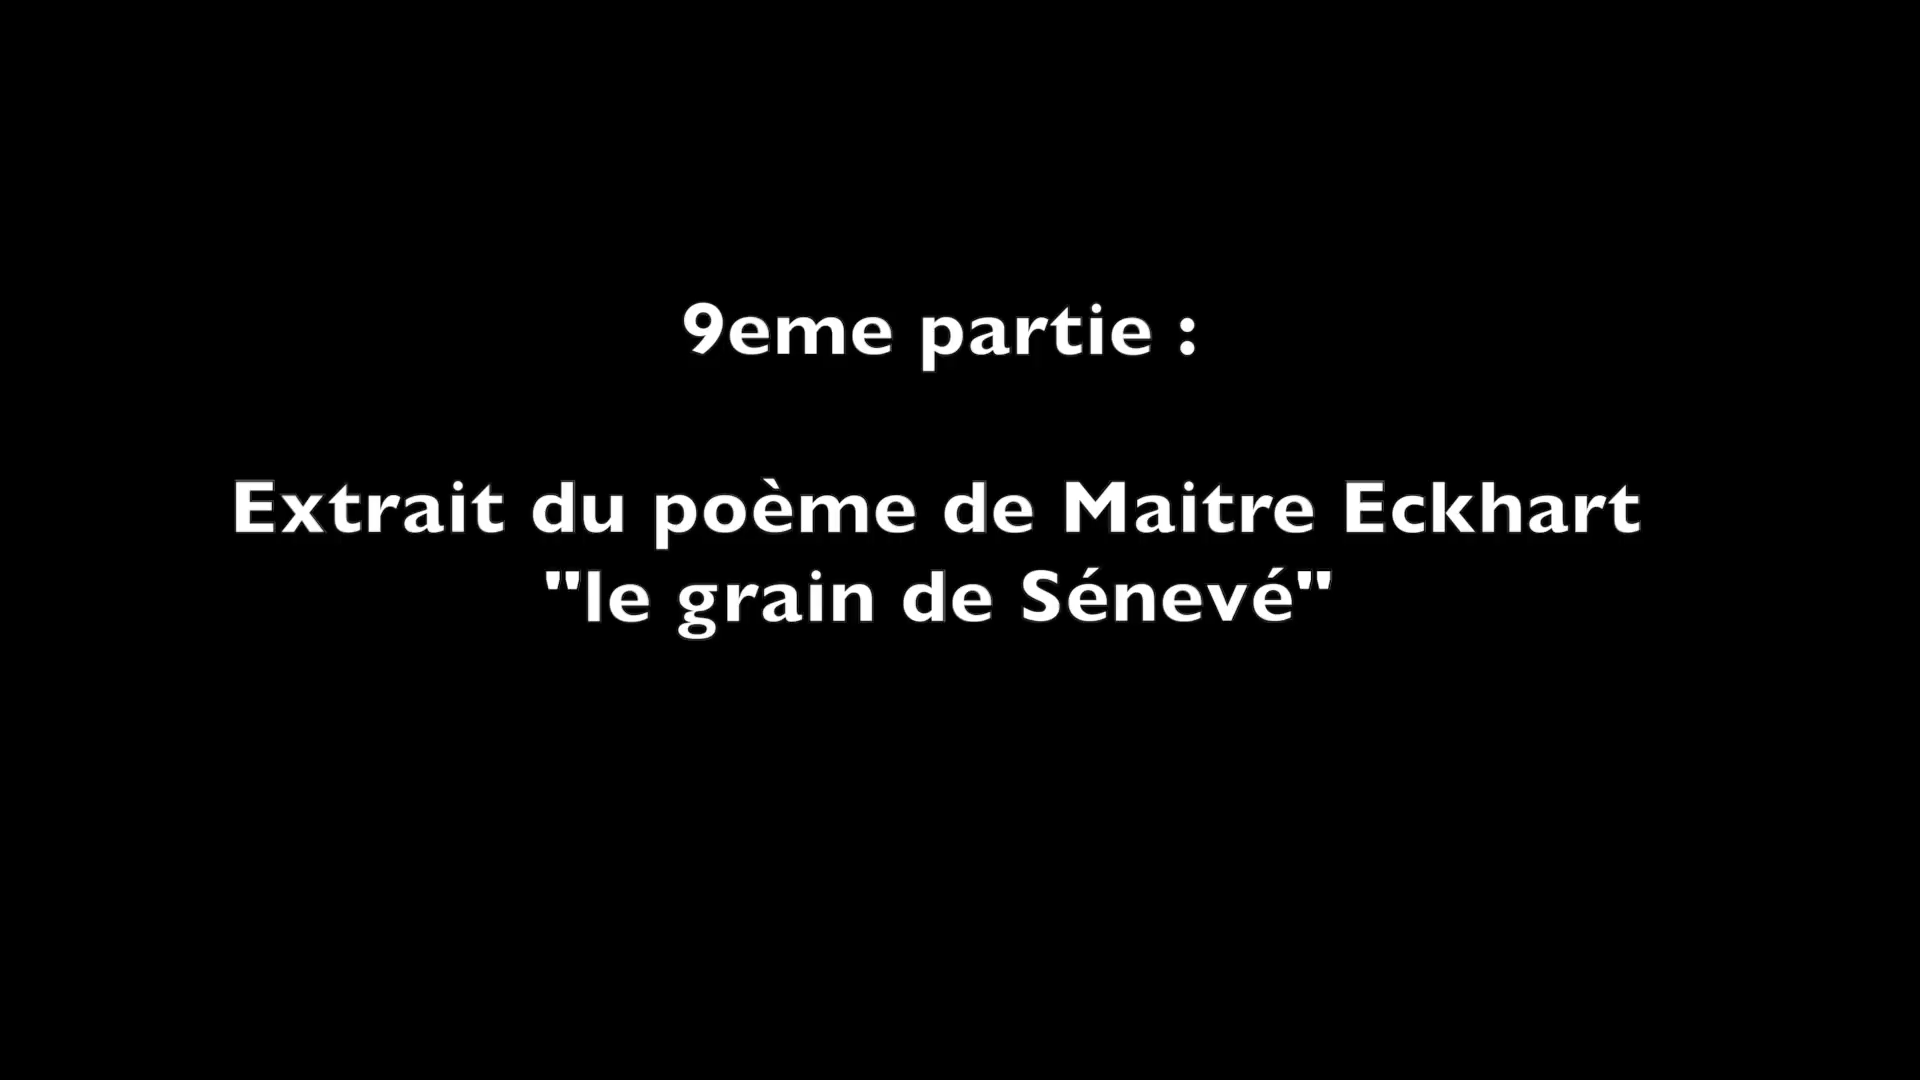 9eme partie :
Extrait du poème de Maitre Eckhart
"le grain de Sénevé"